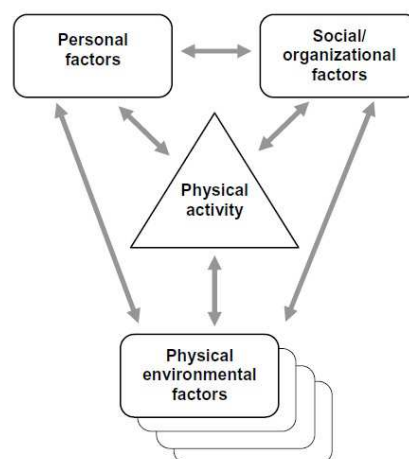 Personal
factors
Social/
organizational
factors
Physical
activity
Physical
environmental
factors